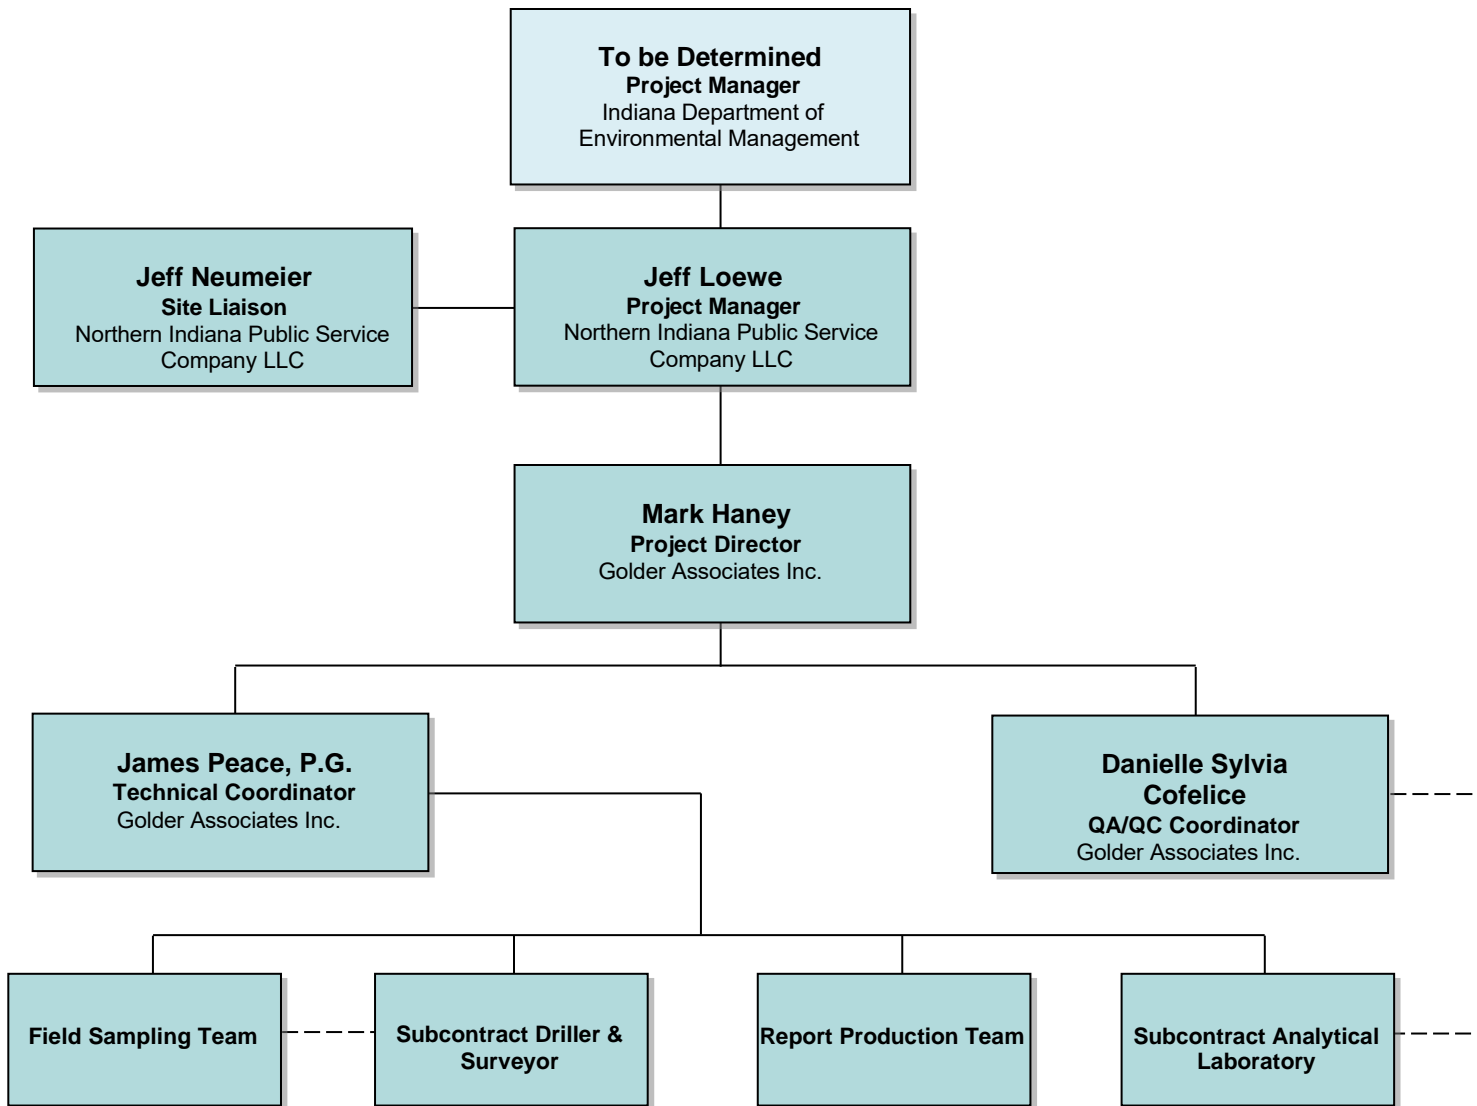 To be Determined
Project Manager
Indiana Department of
Environmental Management
Jeff Neumeier
Site Liaison
Northern Indiana Public Service
Company LLC
Jeff Loewe
Project Manager
Northern Indiana Public Service
Company LLC
Mark Haney
Project Director
Golder Associates Inc.
James Peace, P.G.
Technical Coordinator
Golder Associates Inc.
Danielle Sylvia
Cofelice
QA/QC Coordinator
Golder Associates Inc.
Field Sampling Team
Subcontract Driller &
Surveyor
Report Production Team
Subcontract Analytical
Laboratory